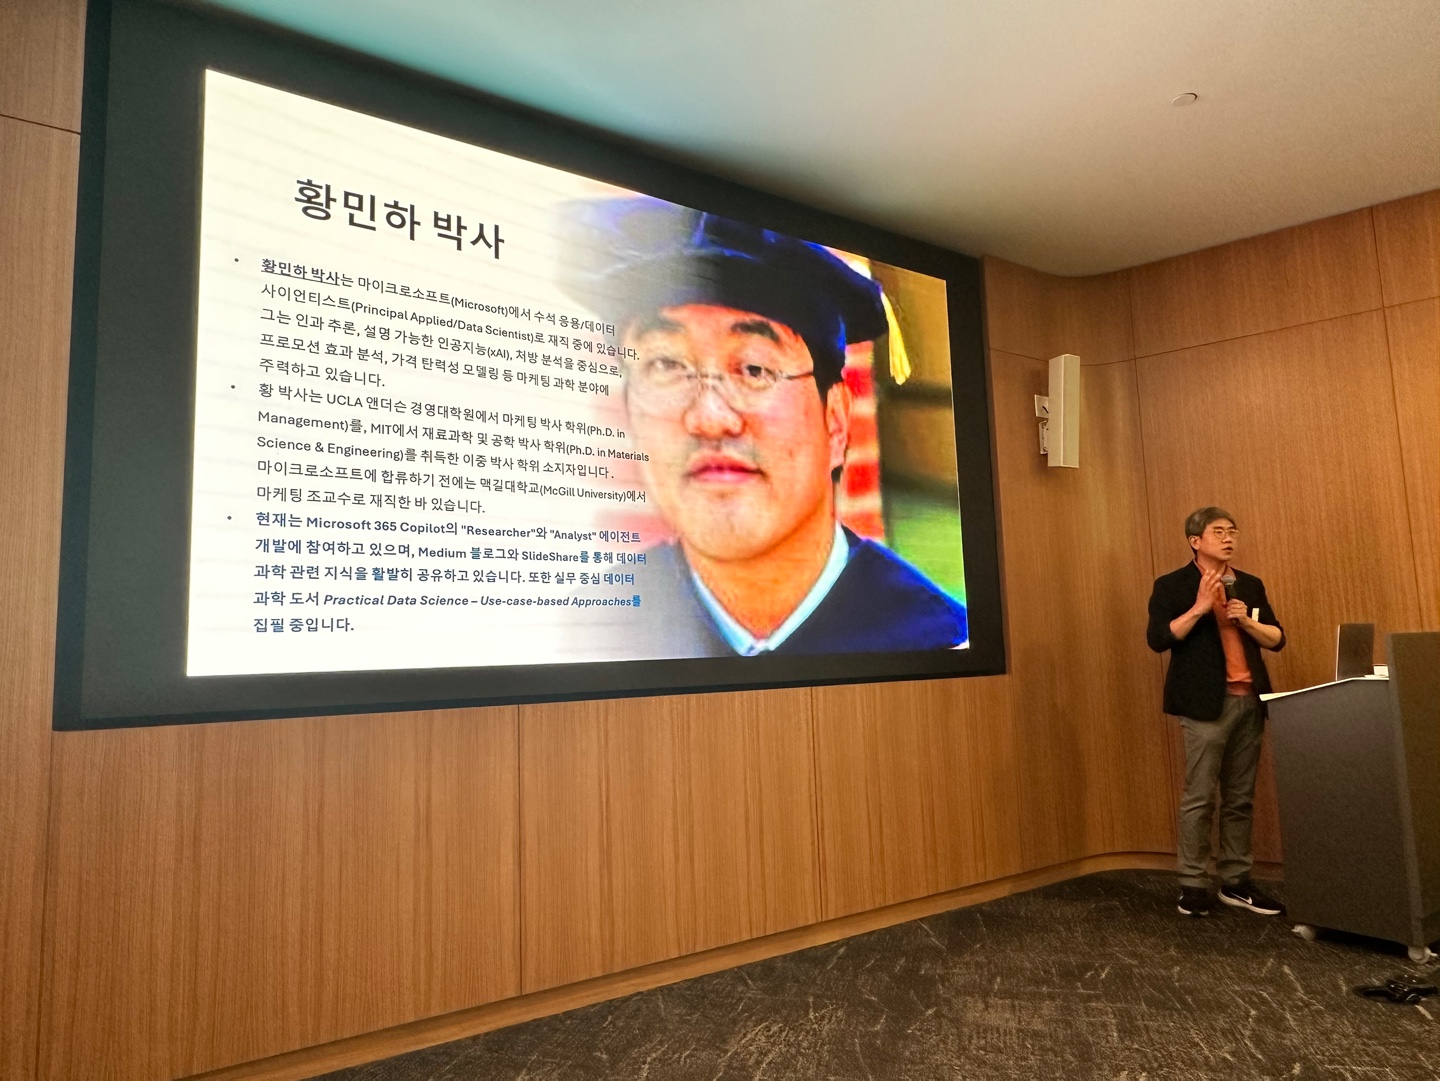 황민하 박사
• 황민하 박사는 마이크로소프트(Microsoft)에서 수석 응용/데이터
사이언티스트(Principal Applied/Data Scientist)로 재직 중에 있습니다.
그는 인과 추론, 설명 가능한 인공지능(xAI), 처방 분석을 중심으로,
프로모션 효과 분석, 가격 탄력성 모델링 등 마케팅 과학 분야에
주력하고 있습니다.
• 황 박사는 UCLA 앤더슨 경영대학원에서 마케팅 박사 학위(Ph.D. in
Management)를, MIT에서 재료과학 및 공학 박사 학위(Ph.D. in Materials
Science & Engineering)를 취득한 이중 박사 학위 소지자입니다.
마이크로소프트에 합류하기 전에는 맥길대학교(McGill University)에서
마케팅 조교수로 재직한 바 있습니다.
• 현재는 Microsoft 365 Copilot의 "Researcher"와 "Analyst" 에이전트
개발에 참여하고 있으며, Medium 블로그와 SlideShare를 통해 데이터
과학 관련 지식을 활발히 공유하고 있습니다. 또한 실무 중심 데이터
과학 도서 Practical Data Science – Use-case-based Approaches를
집필 중입니다.